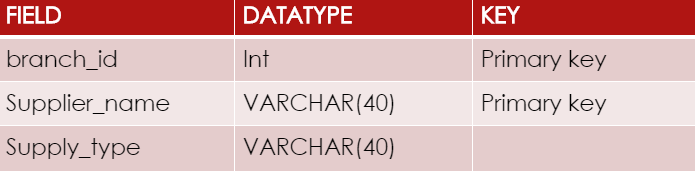 FIELD DATATYPE KEY
branch_id Int Primary key
Supplier_name VARCHAR(40) Primary key
Supply_type VARCHAR(40)